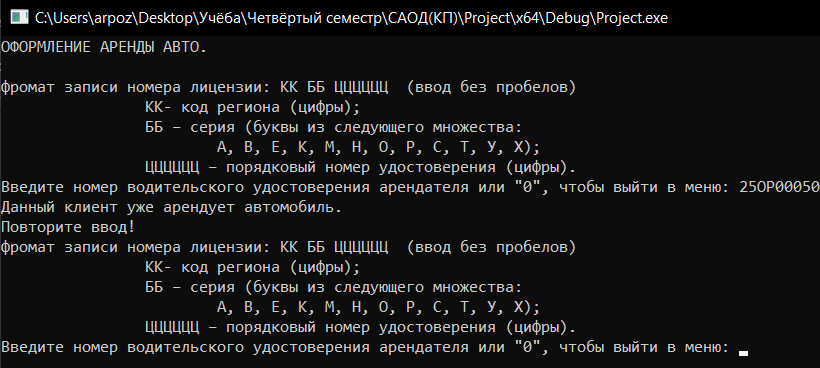 C:\Users\arpoz\Desktop\Учёба\Четвёртый семестр\САОД(КП)\Project\x64\Debug\Project.exe
ОФОРМЛЕНИЕ АРЕНДЫ АВТО.
фромат записи номера лицензии: КК ББ ЦЦЦЦЦЦ (ввод без пробелов)
КК- код региона (цифры);
ББ – серия (буквы из следующего множества:
А, В, Е, К, М, Н, О, Р, С, Т, У, Х);
ЦЦЦЦЦЦ – порядковый номер удостоверения (цифры).
Введите номер водительского удостоверения арендателя или "0", чтобы выйти в меню: 25ОР00050
Данный клиент уже арендует автомобиль.
Повторите ввод!
фромат записи номера лицензии: КК ББ ЦЦЦЦЦЦ (ввод без пробелов)
КК- код региона (цифры);
ББ – серия (буквы из следующего множества:
А, В, Е, К, М, Н, О, Р, С, Т, У, Х);
ЦЦЦЦЦЦ – порядковый номер удостоверения (цифры).
Введите номер водительского удостоверения арендателя или "0", чтобы выйти в меню: